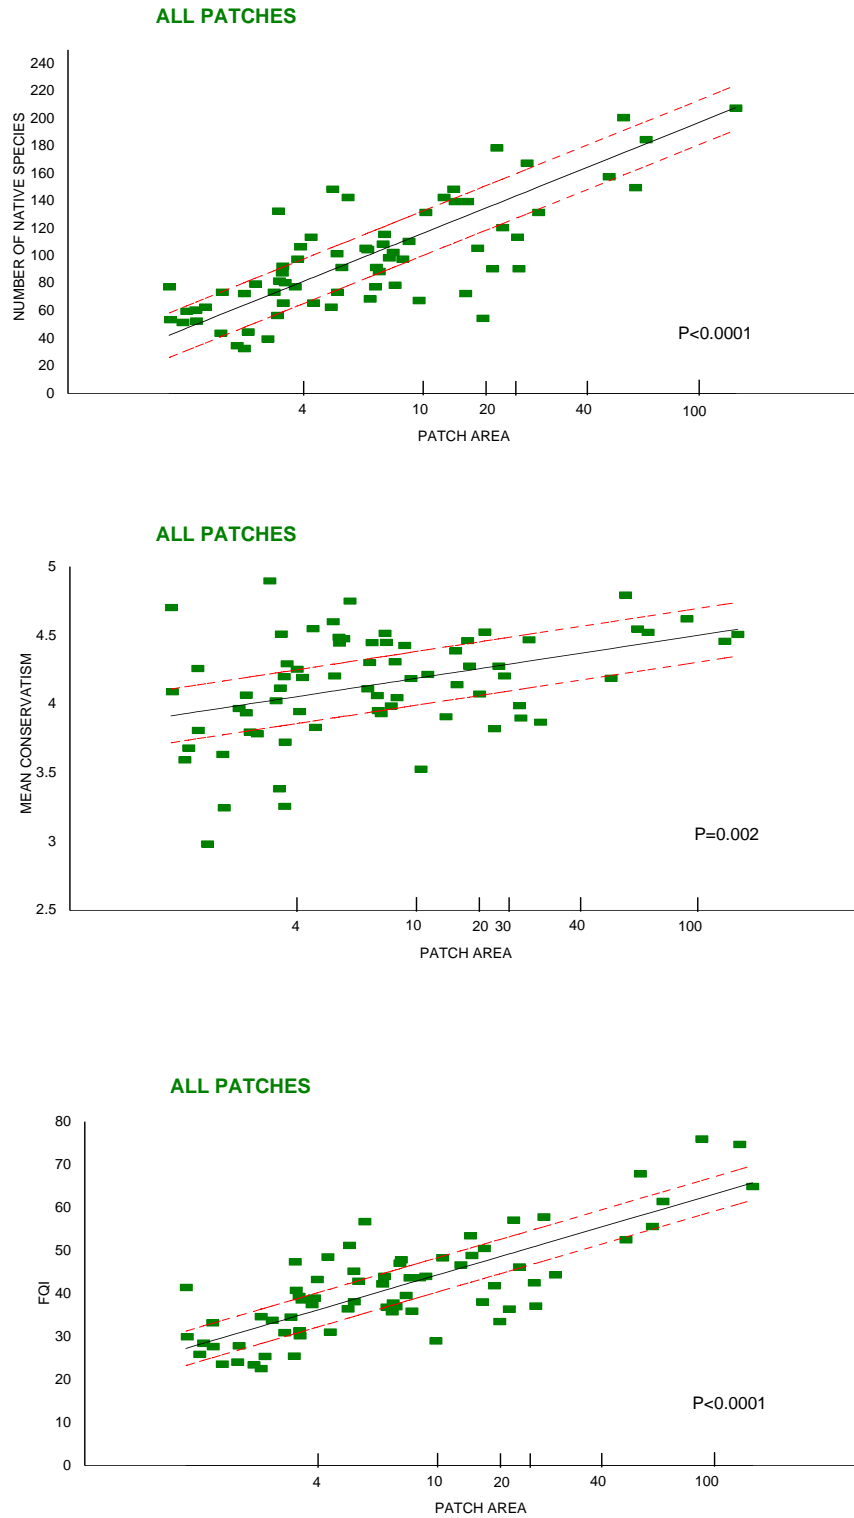 ALL PATCHES
NUMBER OF NATIVE SPECIES
240
220
200
180
160
140
120
100
80
60
40
20
0
P<0.0001
4 10 20 40 100
PATCH AREA
ALL PATCHES
MEAN CONSERVATISM
5
4.5
4
3.5
3
2.5
P=0.002
4 10 20 30 40 100
PATCH AREA
ALL PATCHES
FQI
80
70
60
50
40
30
20
10
0
P<0.0001
4 10 20 40 100
PATCH AREA